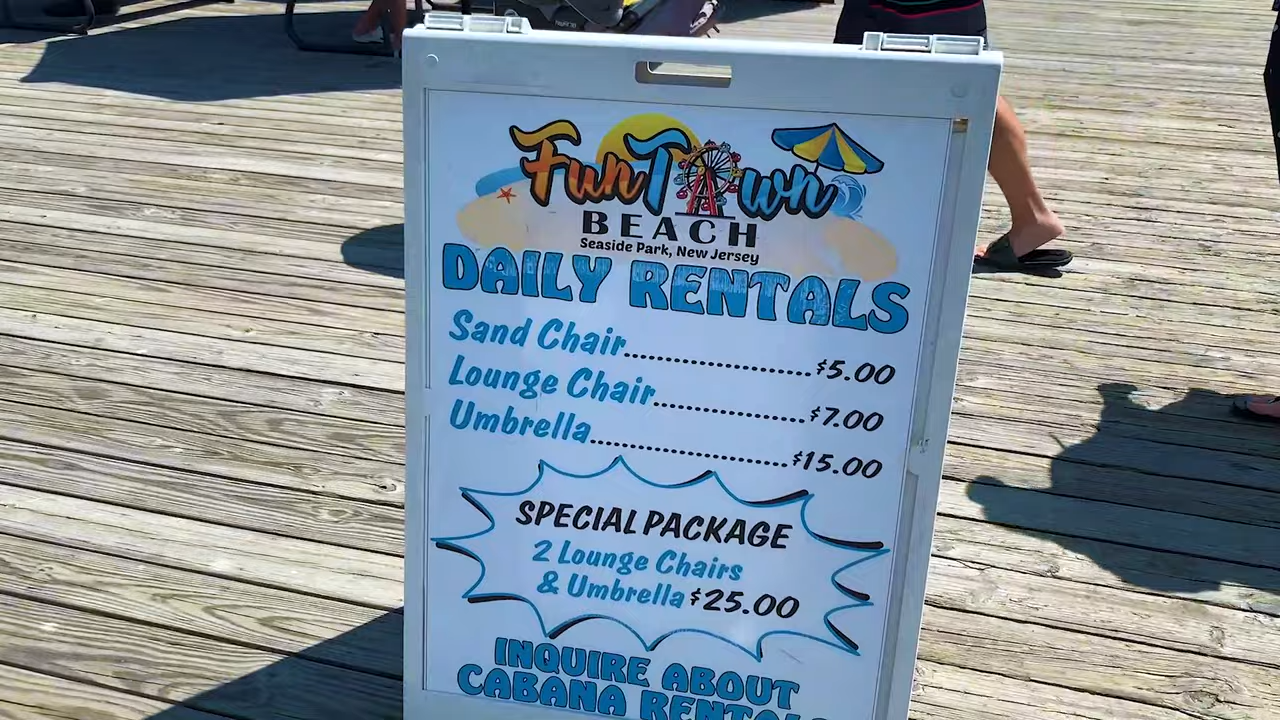 FunTown
BEACH
Seaside Park, New Jersey
DAILY RENTALS
Sand Chair....................$5.00
Lounge Chair................$7.00
Umbrella.....................$15.00
SPECIAL PACKAGE
2 Lounge Chairs
& Umbrella $25.00
INQUIRE ABOUT
CABANA RENTALS